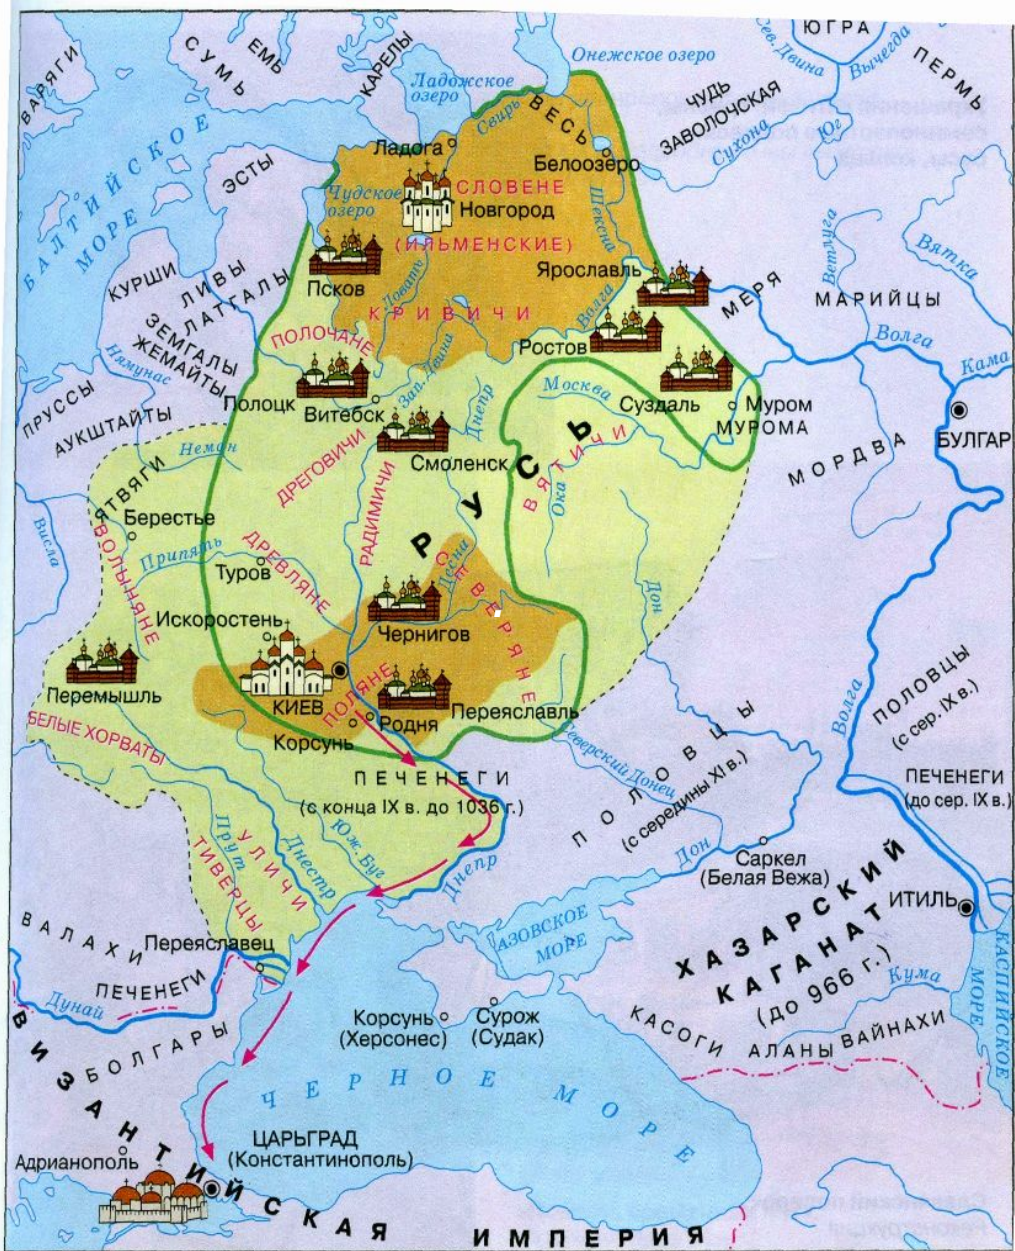 ЮГРА
ВАРЯГИ
СУМЬ
ЕМЬ
КАРЕЛЫ
Онежское озеро
Сев. Двина
Вычегда
ПЕРМЬ
Ладожское
озеро
Свирь
ВЕСЬ
ЧУДЬ
ЗАВОЛОЧСКАЯ
Сухона
Юг
БАЛТИЙСКОЕ
МОРЕ
ЭСТЫ
Ладога
Белоозеро
Чудское
озеро
СЛОВЕНЕ
Новгород
(ИЛЬМЕНСКИЕ)
Шексна
Ветлуга
Вятка
КУРШИ
ЛИВЫ
ЛАТГАЛЫ
ЗЕМГАЛЫ
ЖЕМАЙТЫ
Псков
Ловать
Ярославль
МЕРЯ
МАРИЙЦЫ
КРИВИЧИ
Волга
Волга
Кама
ПОЛОЧАНЕ
Зап. Двина
Ростов
Нямунас
ПРУССЫ
АУКШТАЙТЫ
Полоцк
Витебск
Днепр
Москва
Суздаль
Муром
МУРОМА
БУЛГАР
Неман
ЯТВЯГИ
ДРЕГОВИЧИ
Смоленск
РУСЬ
ВЯТИЧИ
Ока
МОРДВА
Висла
Берестье
ВОЛЫНЯНЕ
Припять
Туров
ДРЕВЛЯНЕ
РАДИМИЧИ
Десна
СЕВЕРЯНЕ
Дон
Искоростень
Чернигов
Перемышль
КИЕВ
ПОЛЯНЕ
Родня
Переяславль
Корсунь
БЕЛЫЕ ХОРВАТЫ
Северский Донец
ПОЛОВЦЫ
(с середины XI в.)
Волга
ПОЛОВЦЫ
(с сер. IX в.)
ПЕЧЕНЕГИ
(с конца IX в. до 1036 г.)
ПЕЧЕНЕГИ
(до сер. IX в.)
Прут
УЛИЧИ
ТИВЕРЦЫ
Днестр
Юж. Буг
Днепр
Дон
Саркел
(Белая Вежа)
ХАЗАРСКИЙ
КАГАНАТ
(до 966 г.)
ИТИЛЬ
АЗОВСКОЕ
МОРЕ
ВАЛАХИ
Переяславец
ПЕЧЕНЕГИ
Дунай
БОЛГАРЫ
Корсунь
(Херсонес)
Сурож
(Судак)
КАСОГИ
АЛАНЫ
ВАЙНАХИ
Кума
КАСПИЙСКОЕ
МОРЕ
ЧЕРНОЕ МОРЕ
ЦАРЬГРАД
(Константинополь)
Адрианополь
ВИЗАНТИЙСКАЯ ИМПЕРИЯ